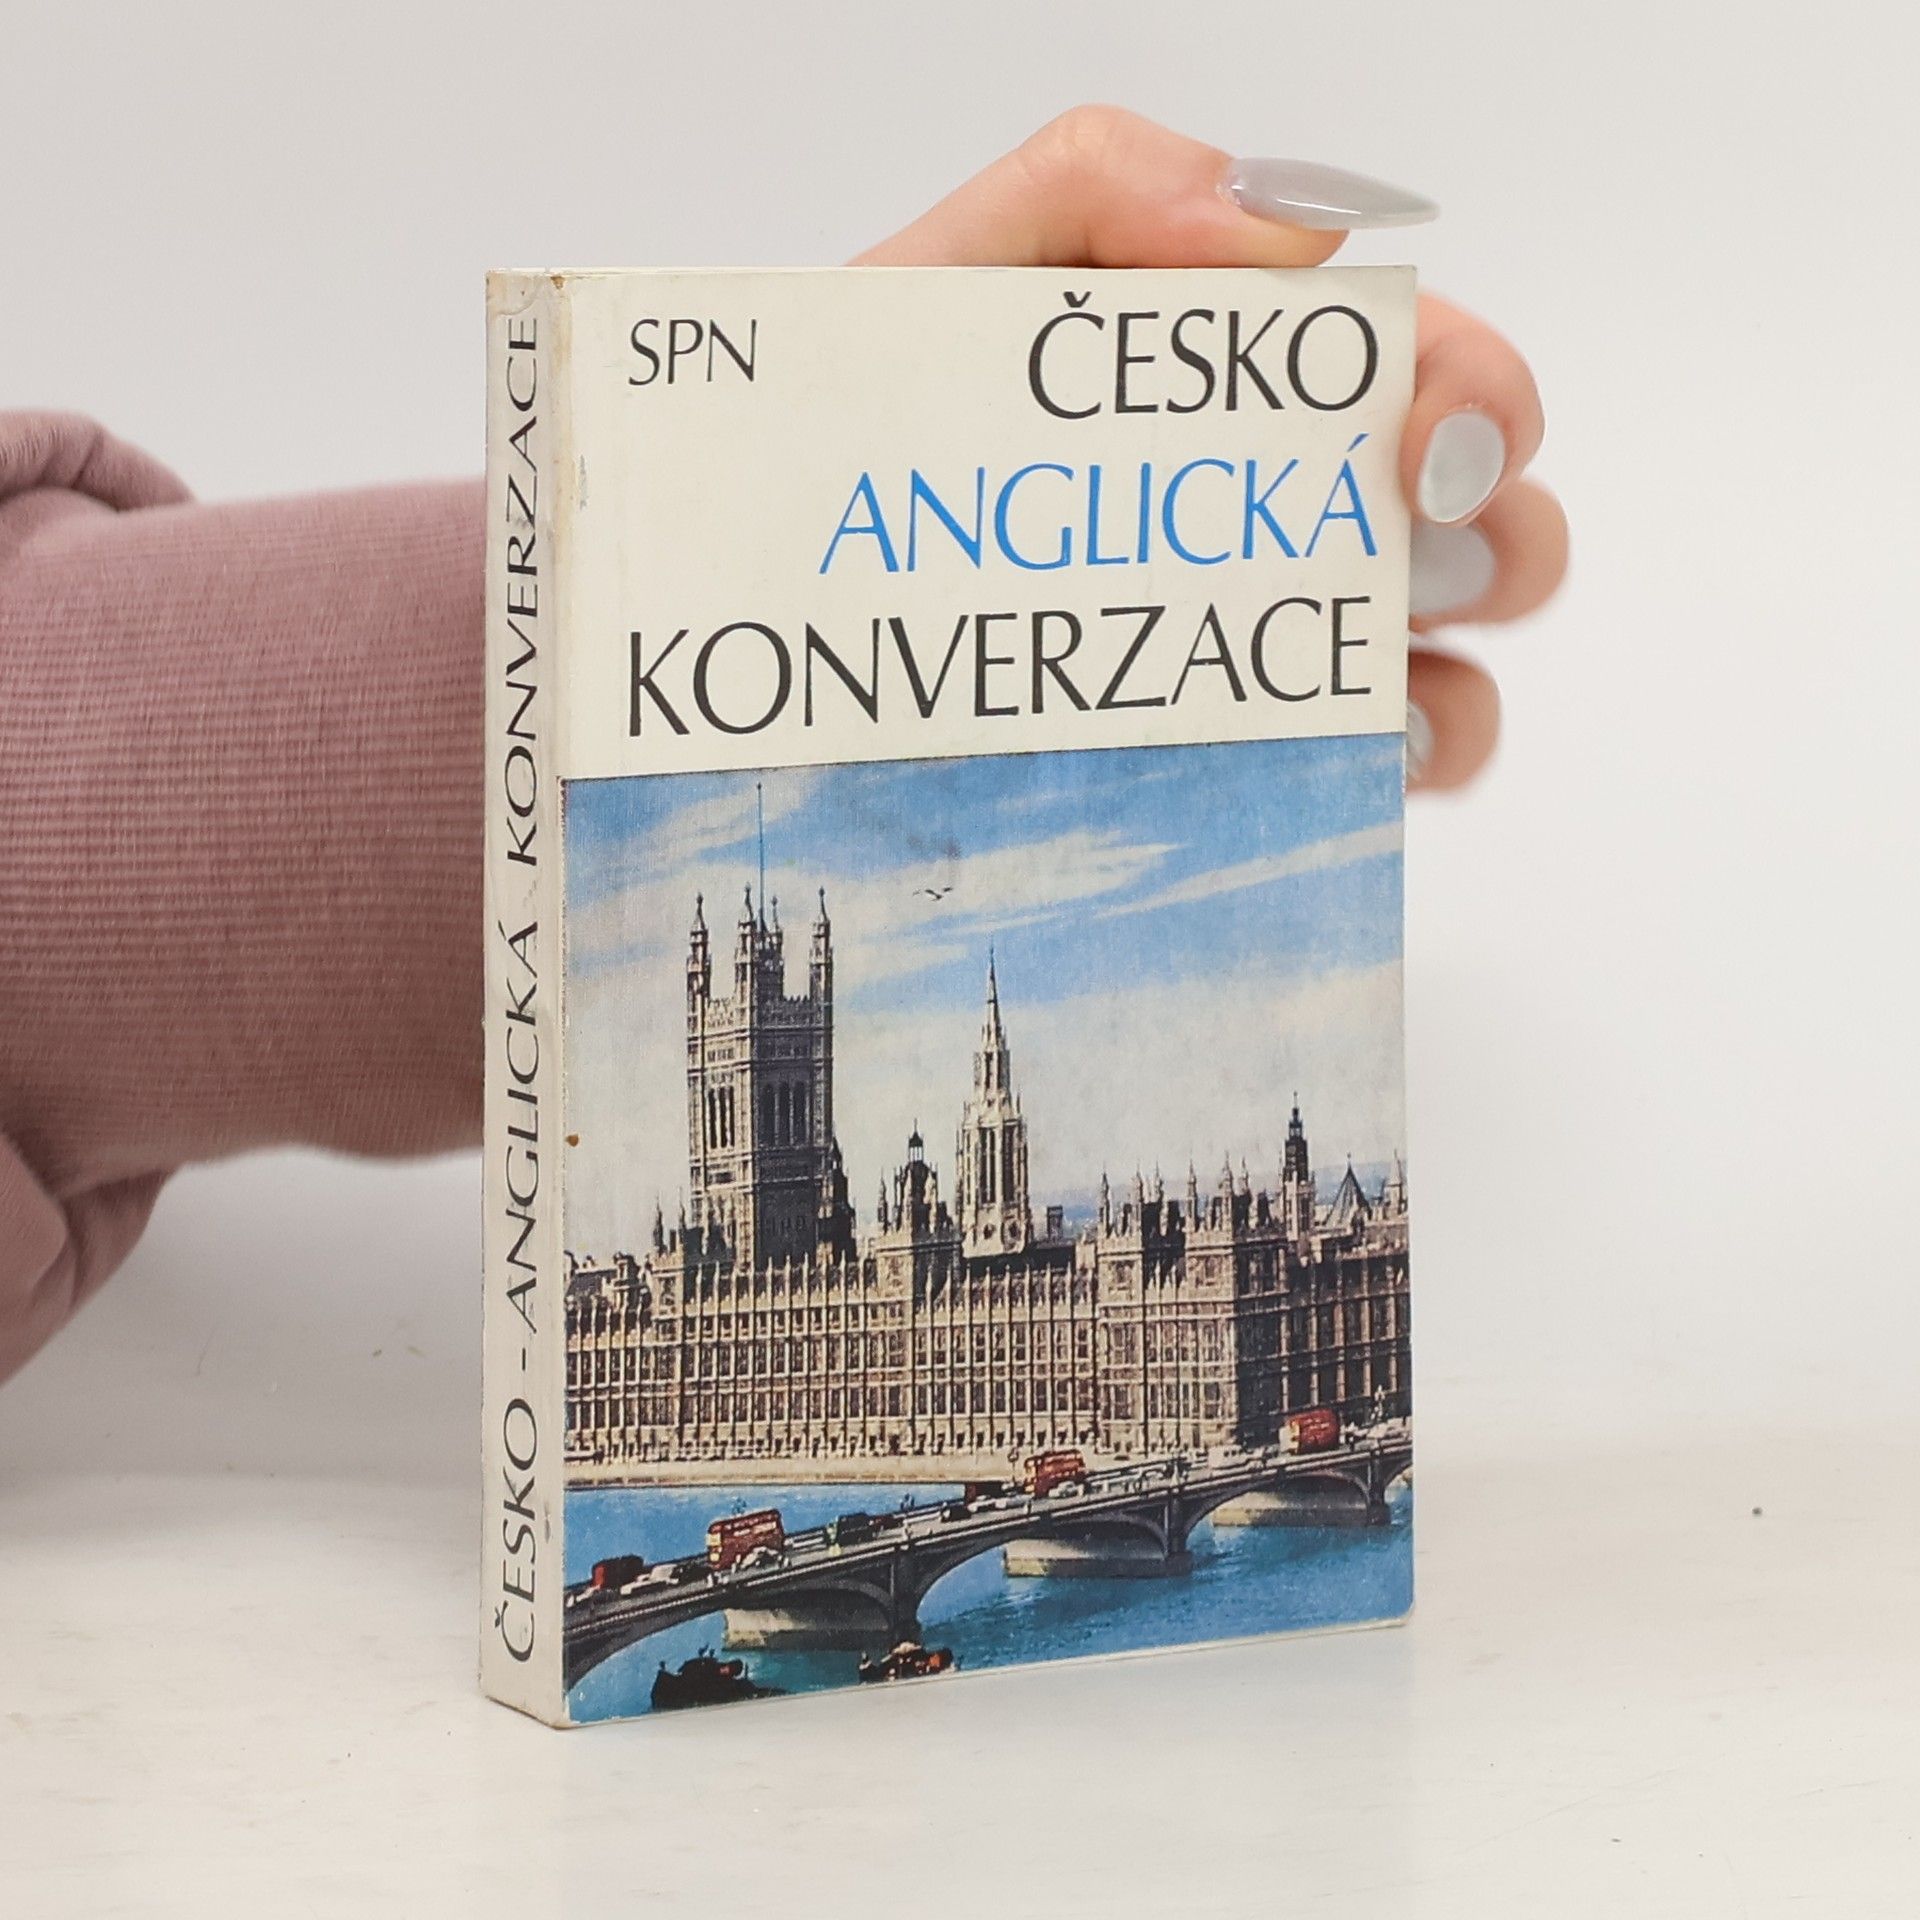 SPN
ČESKO
ANGLICKÁ
KONVERZACE
ČESKO - ANGLICKÁ KONVERZACE